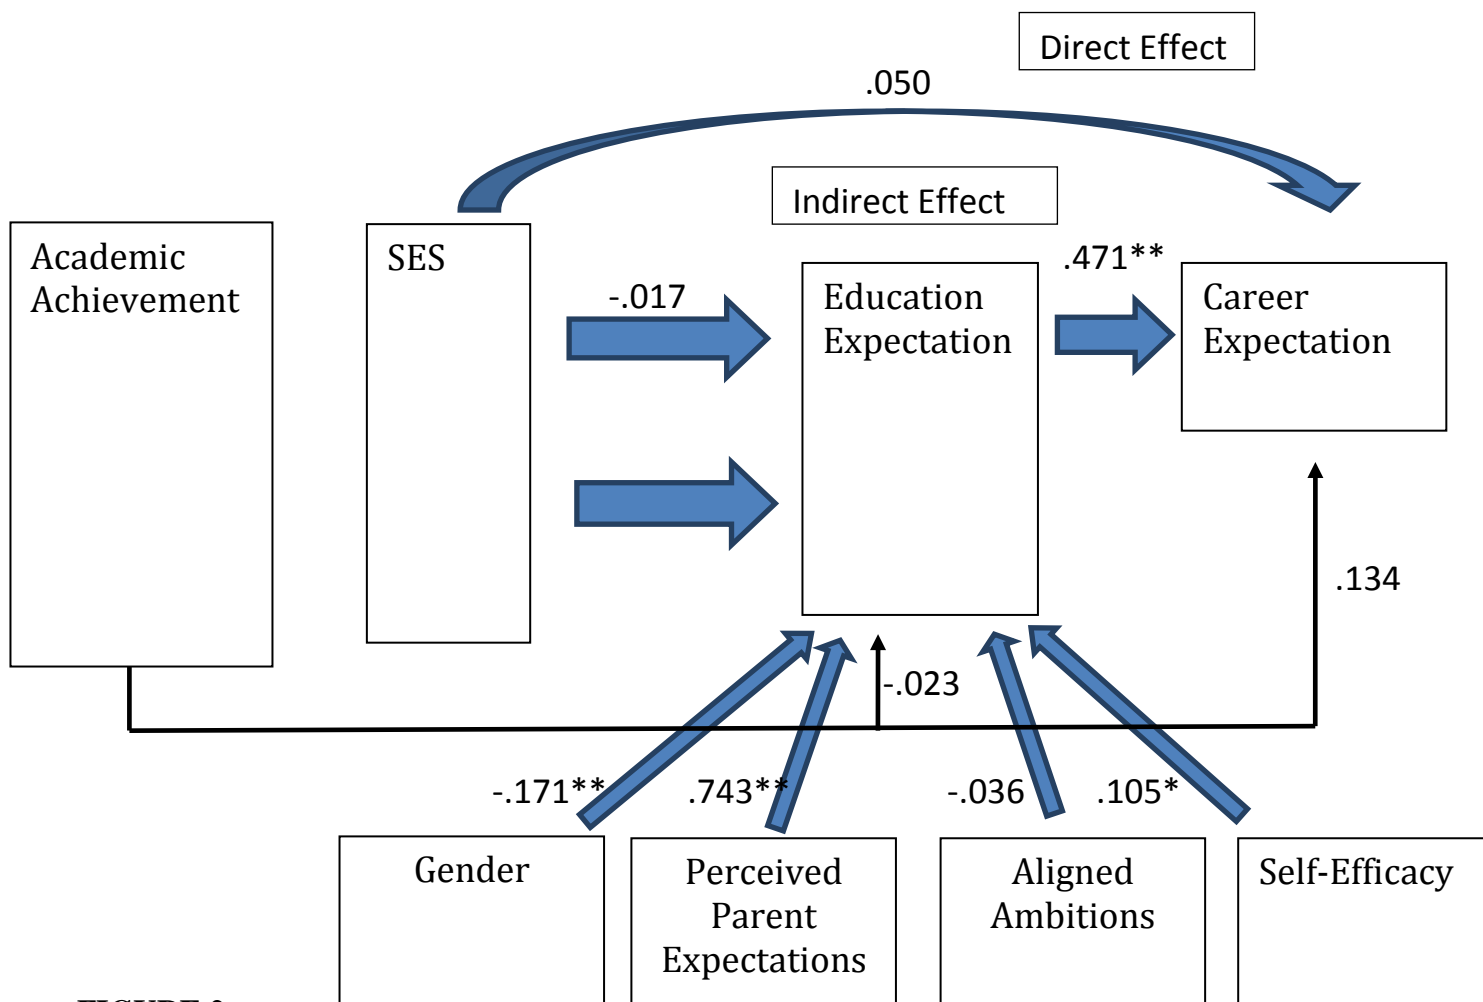 Direct Effect
.050
Indirect Effect
Academic
Achievement
SES
-.017
Education
Expectation
.471**
Career
Expectation
.134
-.023
-.171**
.743**
-.036
.105*
Gender
Perceived
Parent
Expectations
Aligned
Ambitions
Self-Efficacy